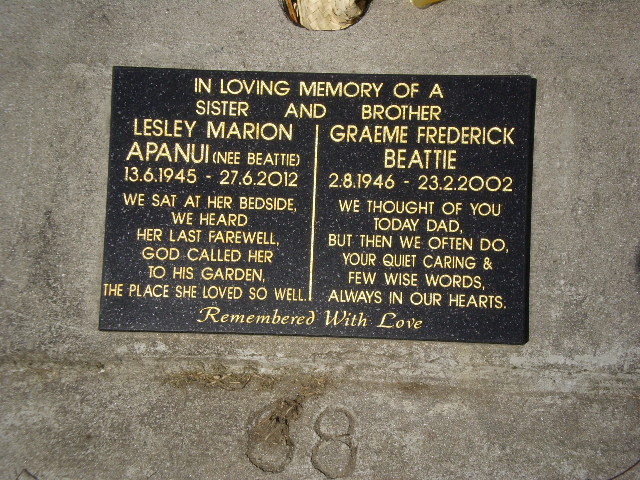 IN LOVING MEMORY OF A
SISTER AND BROTHER
LESLEY MARION
APANUI (NEE BEATTIE)
13.6.1945 - 27.6.2012
WE SAT AT HER BEDSIDE,
WE HEARD
HER LAST FAREWELL,
GOD CALLED HER
TO HIS GARDEN,
THE PLACE SHE LOVED SO WELL.
GRAEME FREDERICK
BEATTIE
2.8.1946 - 23.2.2002
WE THOUGHT OF YOU
TODAY DAD,
BUT THEN WE OFTEN DO,
YOUR QUIET CARING &
FEW WISE WORDS,
ALWAYS IN OUR HEARTS.
Remembered With Love
68